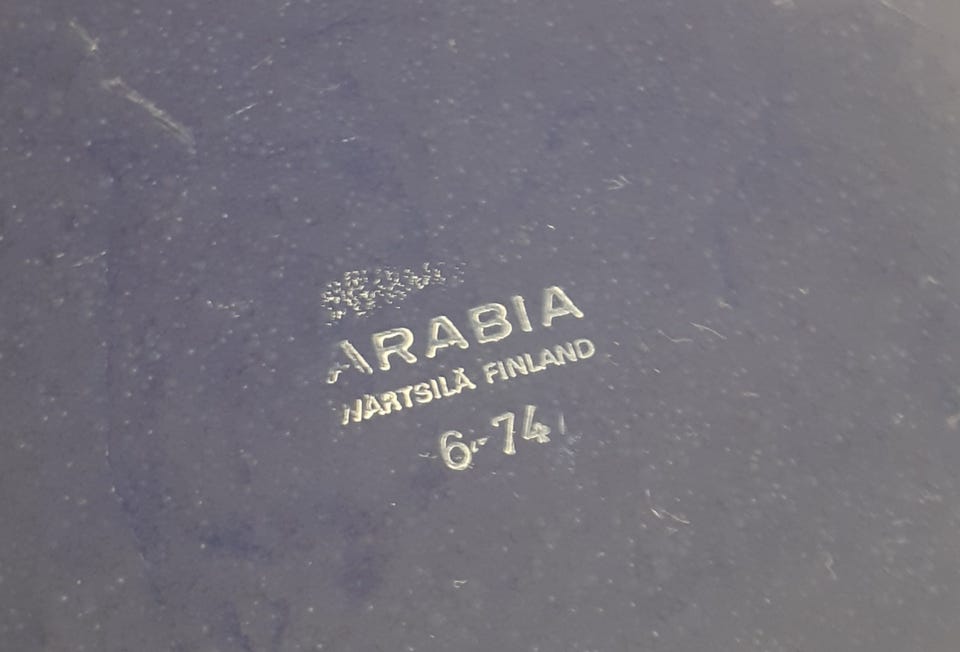 ARABIA
WÄRTSILÄ FINLAND
6-74